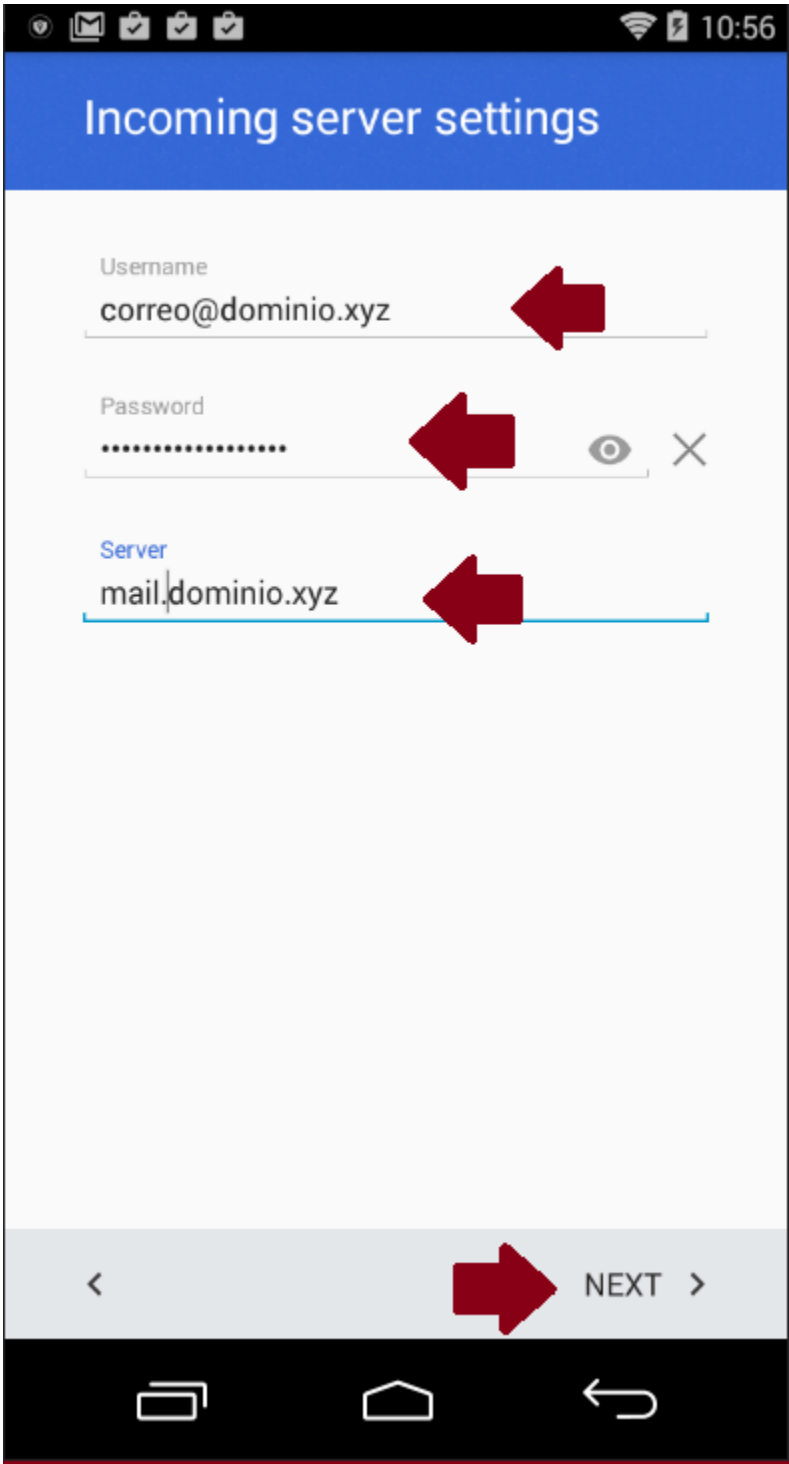 10:56
Incoming server settings
Username
correo@dominio.xyz
Password
••••••••••••••••••
Server
mail.dominio.xyz
NEXT